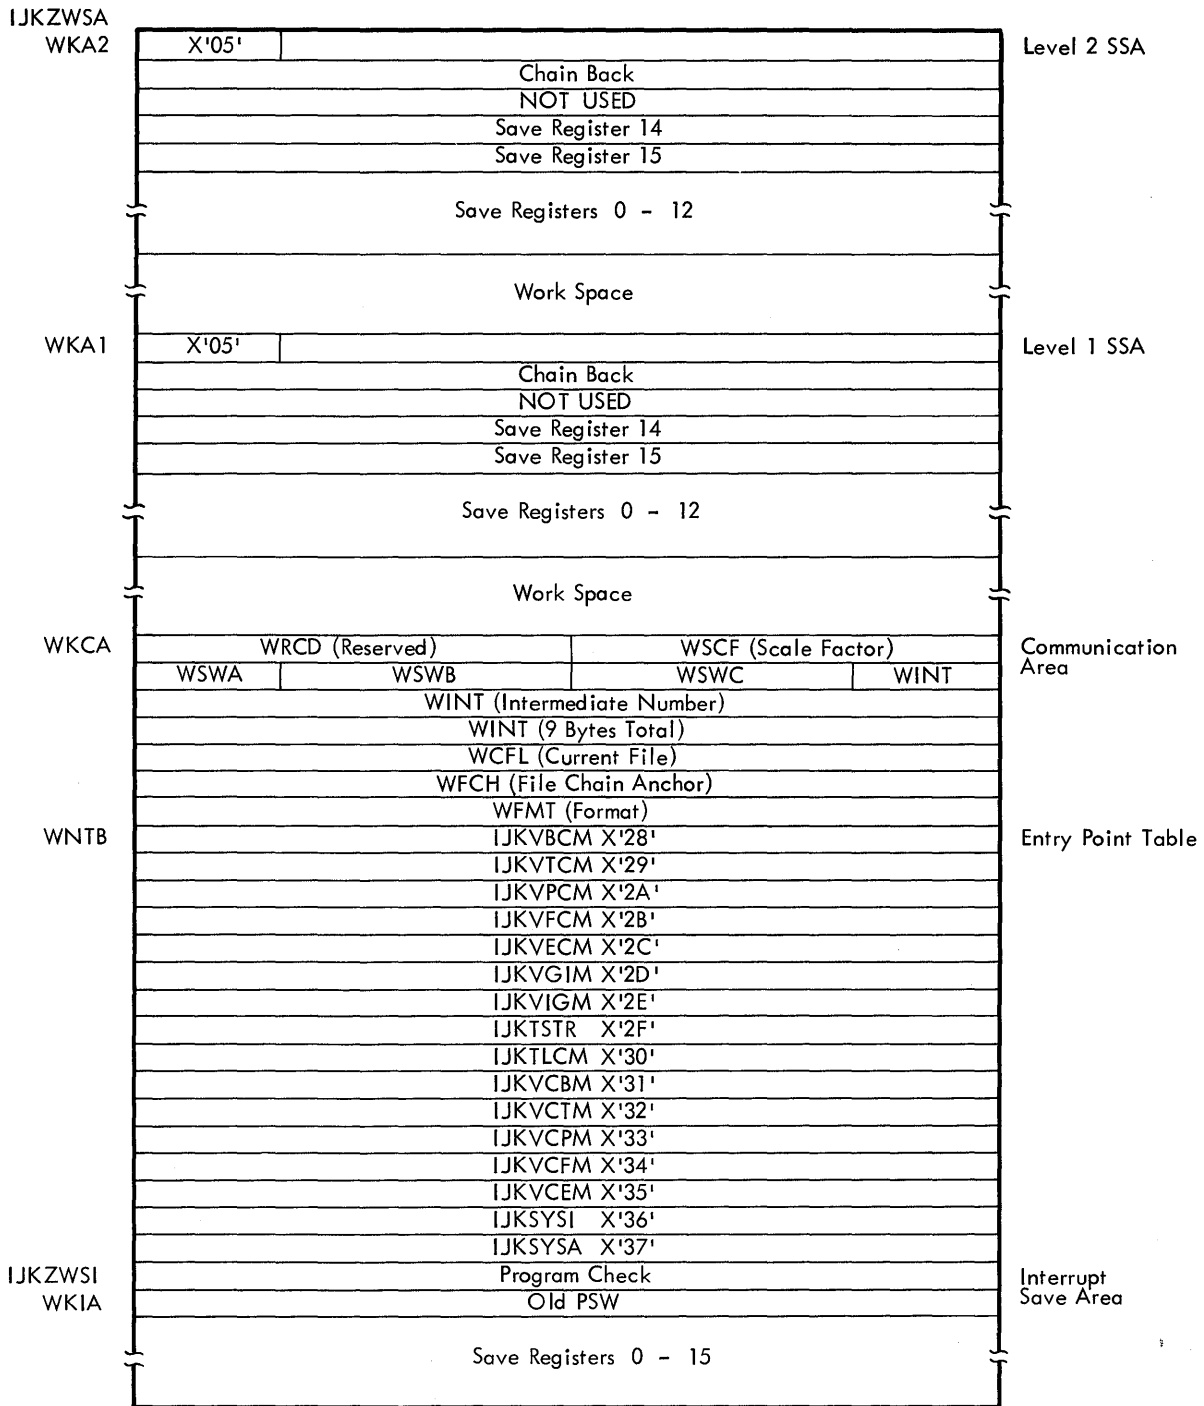 IJKZWSA
WKA2 X'05' Level 2 SSA
Chain Back
NOT USED
Save Register 14
Save Register 15
Save Registers 0 - 12
Work Space
WKA1 X'05' Level 1 SSA
Chain Back
NOT USED
Save Register 14
Save Register 15
Save Registers 0 - 12
Work Space
WKCA WRCD (Reserved) WSCF (Scale Factor) Communication
Area
WSWA WSWB WSWC WINT
WINT (Intermediate Number)
WINT (9 Bytes Total)
WCFL (Current File)
WFCH (File Chain Anchor)
WFMT (Format)
WNTB IJKVBCM X'28' Entry Point Table
IJKVTCM X'29'
IJKVPCM X'2A'
IJKVFCM X'2B'
IJKVECM X'2C'
IJKVGIM X'2D'
IJKVIGM X'2E'
IJKTSTR X'2F'
IJKTLCM X'30'
IJKVCBM X'31'
IJKVCTM X'32'
IJKVCPM X'33'
IJKVCFM X'34'
IJKVCEM X'35'
IJKSYSI X'36'
IJKSYSA X'37'
IJKZWSI Program Check Interrupt
WKIA Old PSW Save Area
Save Registers 0 - 15